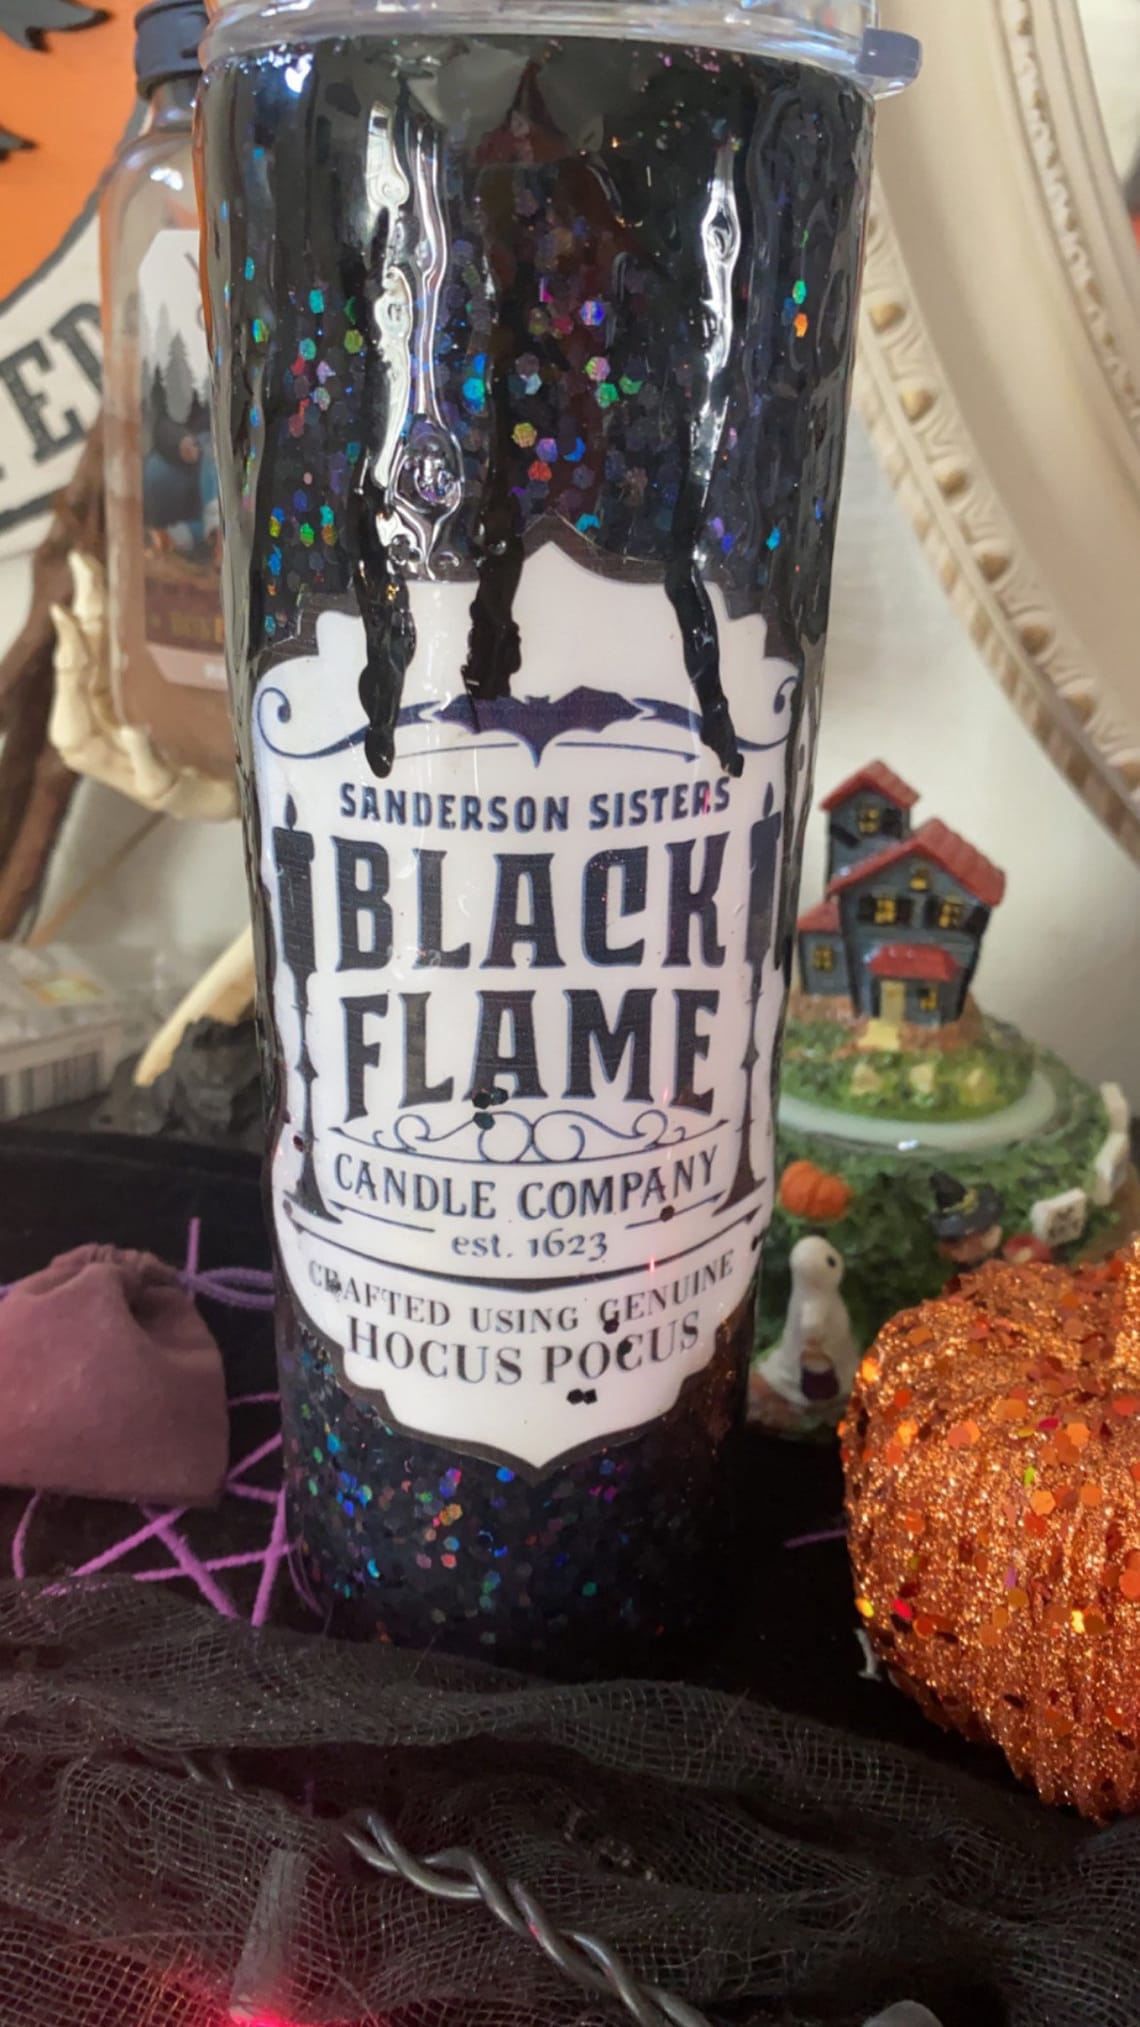 SANDERSON SISTERS
BLACK
FLAME
CANDLE COMPANY
est. 1623
CRAFTED USING GENUINE
HOCUS POCUS